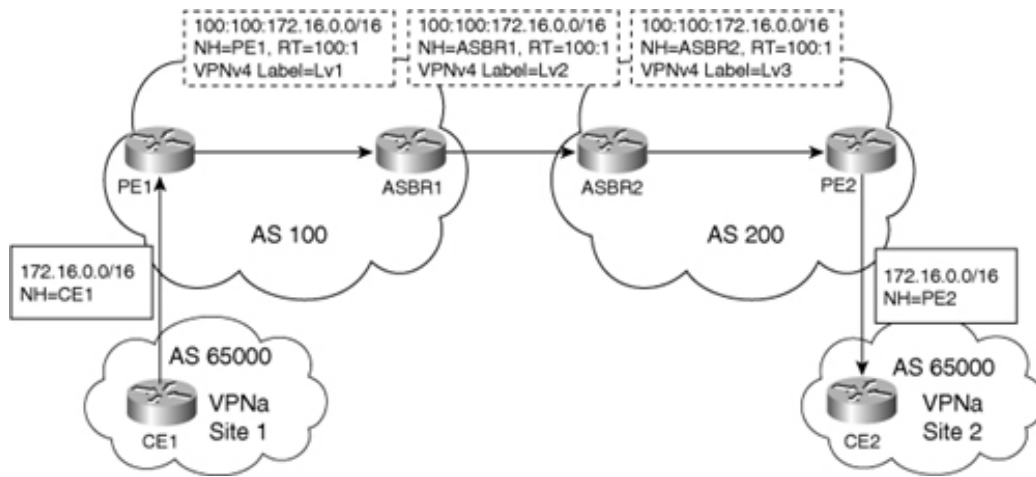 100:100:172.16.0.0/16
NH=PE1, RT=100:1
VPNv4 Label=Lv1
100:100:172.16.0.0/16
NH=ASBR1, RT=100:1
VPNv4 Label=Lv2
100:100:172.16.0.0/16
NH=ASBR2, RT=100:1
VPNv4 Label=Lv3
PE1
ASBR1
ASBR2
PE2
AS 100
AS 200
172.16.0.0/16
NH=CE1
172.16.0.0/16
NH=PE2
AS 65000
VPNa
Site 1
CE1
AS 65000
VPNa
Site 2
CE2